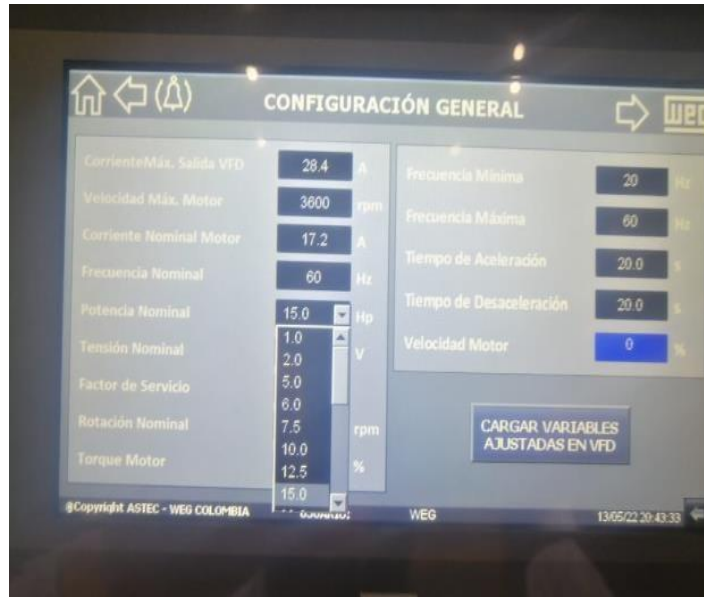 CONFIGURACIÓN GENERAL
weg
CorrienteMáx. Salida VFD 28.4 A
Velocidad Máx. Motor 3600 rpm
Corriente Nominal Motor 17.2 A
Frecuencia Nominal 60 Hz
Potencia Nominal 15.0 Hp
Tensión Nominal V
Factor de Servicio
Rotación Nominal rpm
Torque Motor %
1.0
2.0
5.0
6.0
7.5
10.0
12.5
15.0
Frecuencia Mínima 20 Hz
Frecuencia Máxima 60 Hz
Tiempo de Aceleración 20.0 s
Tiempo de Desaceleración 20.0 s
Velocidad Motor 0 %
CARGAR VARIABLES
AJUSTADAS EN VFD
@Copyright ASTEC - WEG COLOMBIA WEG 13/05/22 20:43:33